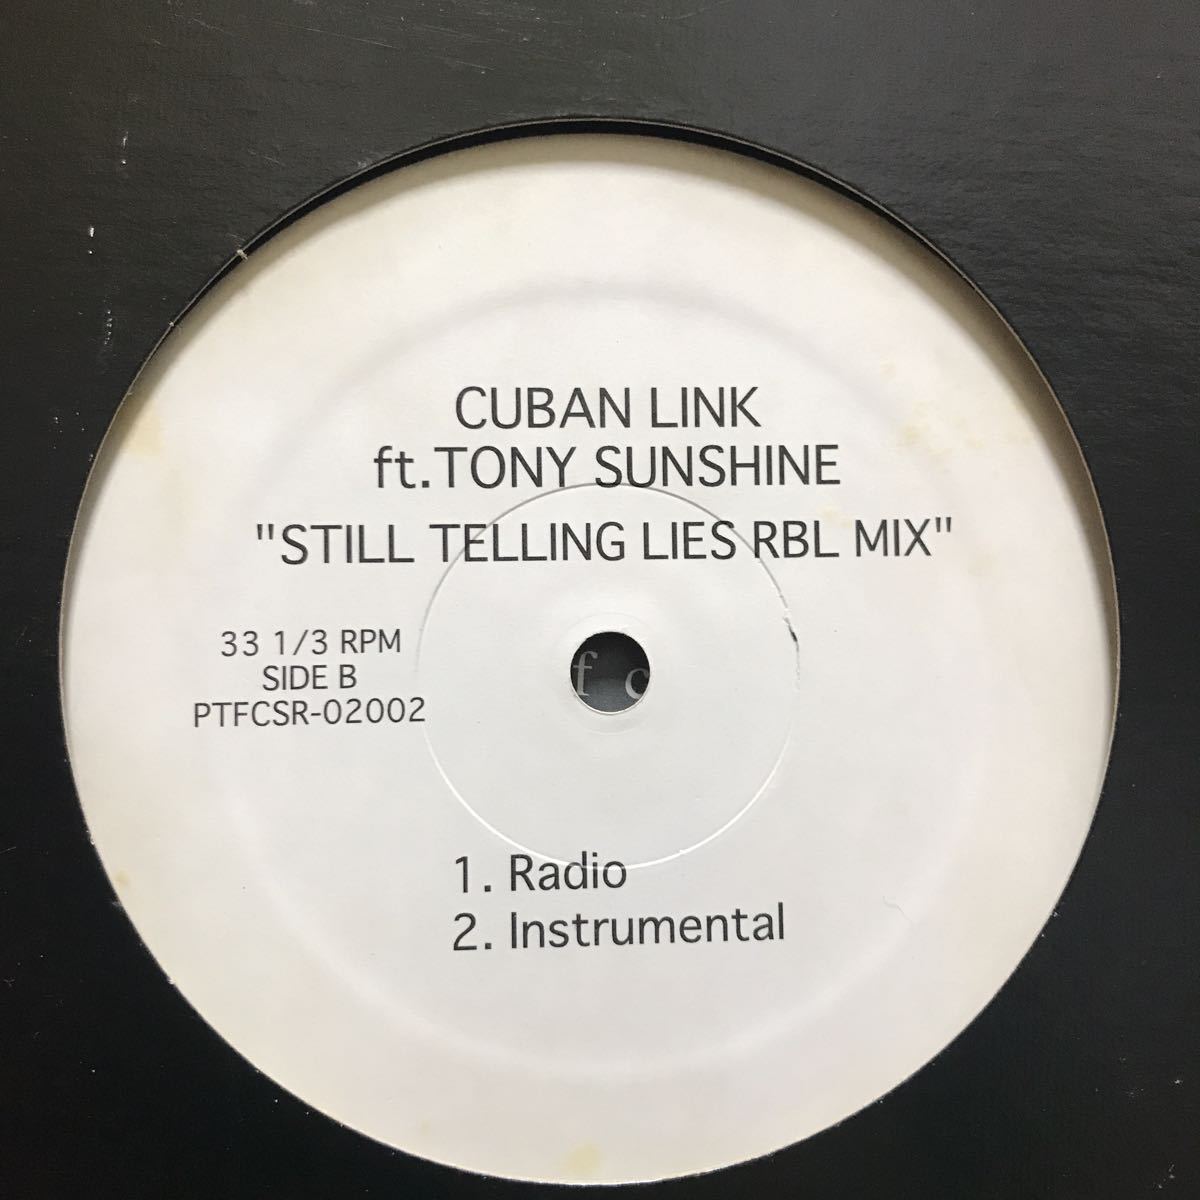 CUBAN LINK
ft.TONY SUNSHINE
"STILL TELLING LIES RBL MIX"
33 1/3 RPM
SIDE B
PTFCSR-02002
f c
1. Radio
2. Instrumental